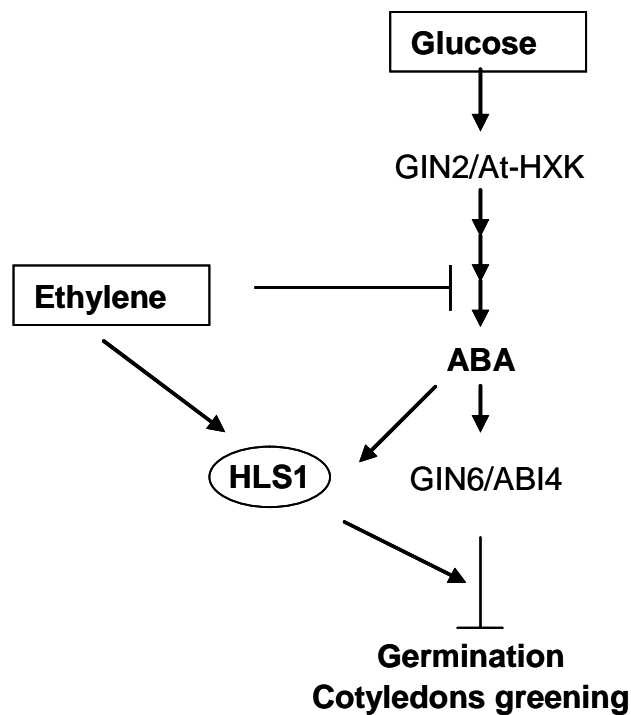 Glucose
GIN2/At-HXK
Ethylene
ABA
HLS1
GIN6/ABI4
Germination
Cotyledons greening